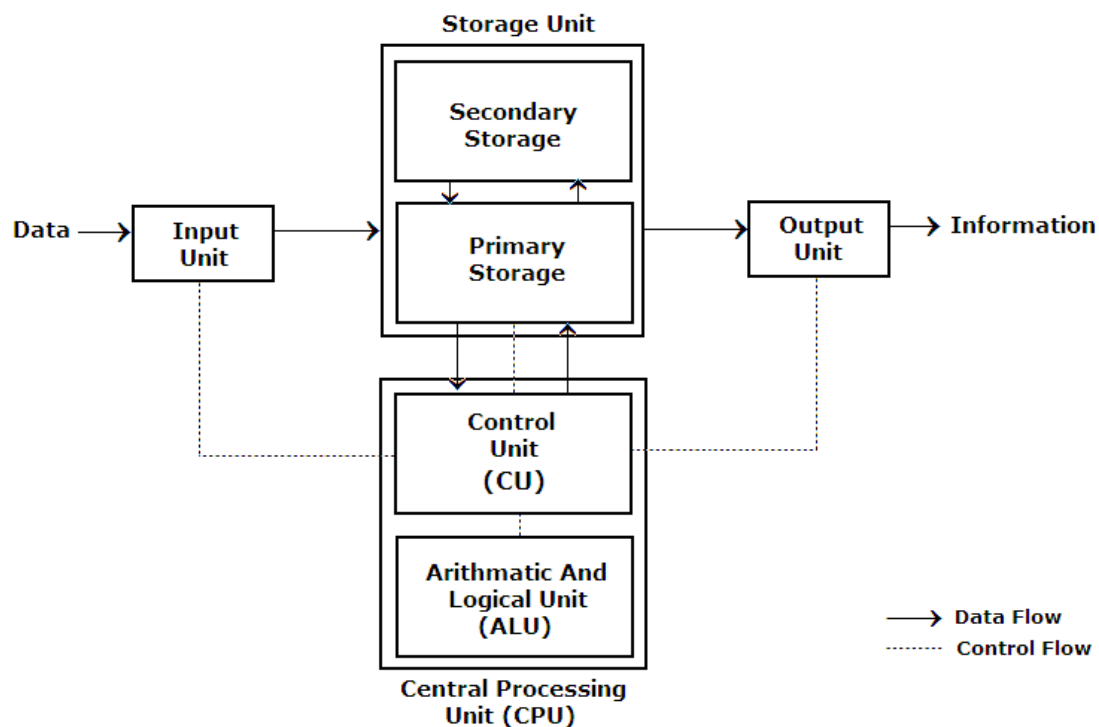 Storage Unit
Secondary
Storage
Data
Input
Unit
Primary
Storage
Output
Unit
Information
Control
Unit
(CU)
Arithmatic And
Logical Unit
(ALU)
Data Flow
Control Flow
Central Processing
Unit (CPU)